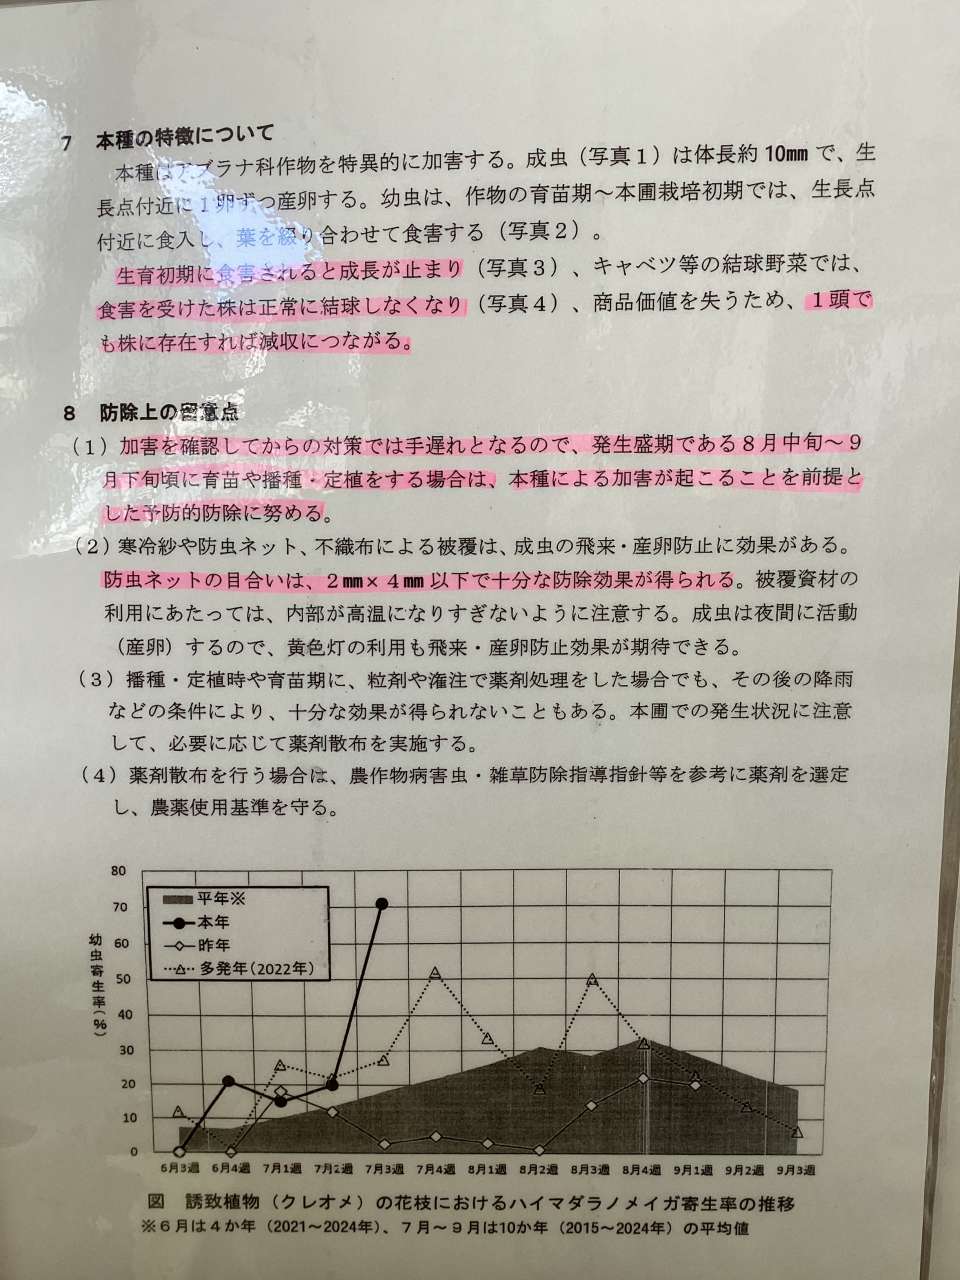 7 本種の特徴について
本種はアブラナ科作物を特異的に加害する。成虫（写真１）は体長約 10㎜ で、生
長点付近に１卵ずつ産卵する。幼虫は、作物の育苗期～本圃栽培初期では、生長点
付近に食入し、葉を綴り合わせて食害する（写真２）。
生育初期に食害されると成長が止まり（写真３）、キャベツ等の結球野菜では、
食害を受けた株は正常に結球しなくなり（写真４）、商品価値を失うため、１頭で
も株に存在すれば減収につながる。
8 防除上の留意点
（１）加害を確認してからの対策では手遅れとなるので、発生盛期である８月中旬～９
月下旬頃に育苗や播種・定植をする場合は、本種による加害が起こることを前提と
した予防的防除に努める。
（２）寒冷紗や防虫ネット、不織布による被覆は、成虫の飛来・産卵防止に効果がある。
防虫ネットの目合いは、２㎜×４㎜ 以下で十分な防除効果が得られる。被覆資材の
利用にあたっては、内部が高温になりすぎないように注意する。成虫は夜間に活動
（産卵）するので、黄色灯の利用も飛来・産卵防止効果が期待できる。
（３）播種・定植時や育苗期に、粒剤や潅注で薬剤処理をした場合でも、その後の降雨
などの条件により、十分な効果が得られないこともある。本圃での発生状況に注意
して、必要に応じて薬剤散布を実施する。
（４）薬剤散布を行う場合は、農作物病害虫・雑草防除指導指針等を参考に薬剤を選定
し、農薬使用基準を守る。
幼虫寄生率(%)
80
70
60
50
40
30
20
10
0
平年※
本年
昨年
多発年(2022年)
6月3週 6月4週 7月1週 7月2週 7月3週 7月4週 8月1週 8月2週 8月3週 8月4週 9月1週 9月2週 9月3週
図 誘致植物（クレオメ）の花枝におけるハイマダラノメイガ寄生率の推移
※６月は４か年（2021～2024年）、７月～９月は10か年（2015～2024年）の平均値